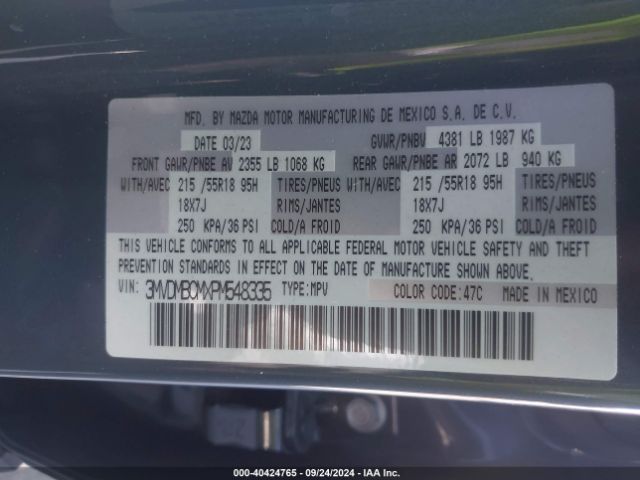 MFD. BY MAZDA MOTOR MANUFACTURING DE MEXICO S.A. DE C.V.
DATE 03/23 GVWR/PNBV 4381 LB 1987 KG
FRONT GAWR/PNBE AV 2355 LB 1068 KG REAR GAWR/PNBE AR 2072 LB 940 KG
WITH/AVEC 215 /55R18 95H TIRES/PNEUS WITH/AVEC 215 /55R18 95H TIRES/PNEUS
18X7J RIMS/JANTES 18X7J RIMS/JANTES
250 KPA/36 PSI COLD/A FROID 250 KPA/36 PSI COLD/A FROID
THIS VEHICLE CONFORMS TO ALL APPLICABLE FEDERAL MOTOR VEHICLE SAFETY AND THEFT
PREVENTION STANDARDS IN EFFECT ON THE DATE OF MANUFACTURE SHOWN ABOVE.
VIN: 3MVDMBCMXPM548335 TYPE:MPV COLOR CODE:47C MADE IN MEXICO
000-40424765 - 09/24/2024 - IAA Inc.